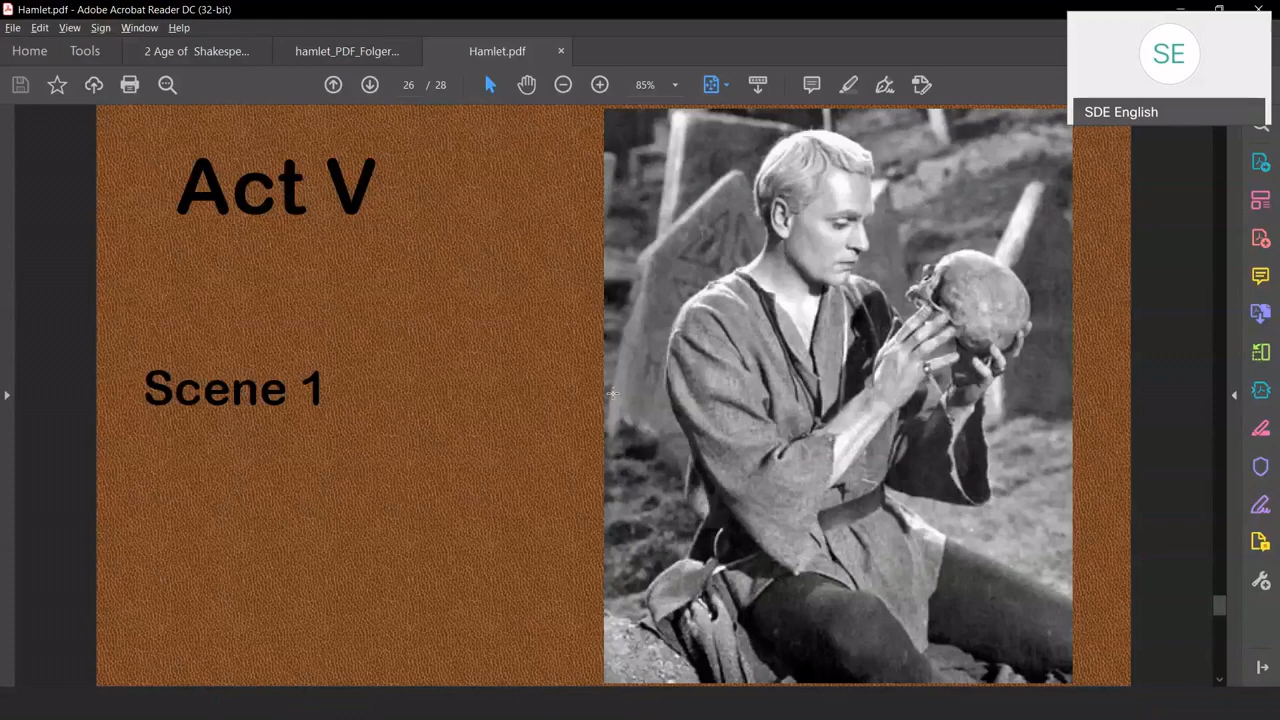 Hamlet.pdf - Adobe Acrobat Reader DC (32-bit)
File Edit View Sign Window Help
Home Tools 2 Age of Shakespe... hamlet_PDF_Folger... Hamlet.pdf
26 / 28 85%
SE
SDE English
Act V
Scene 1